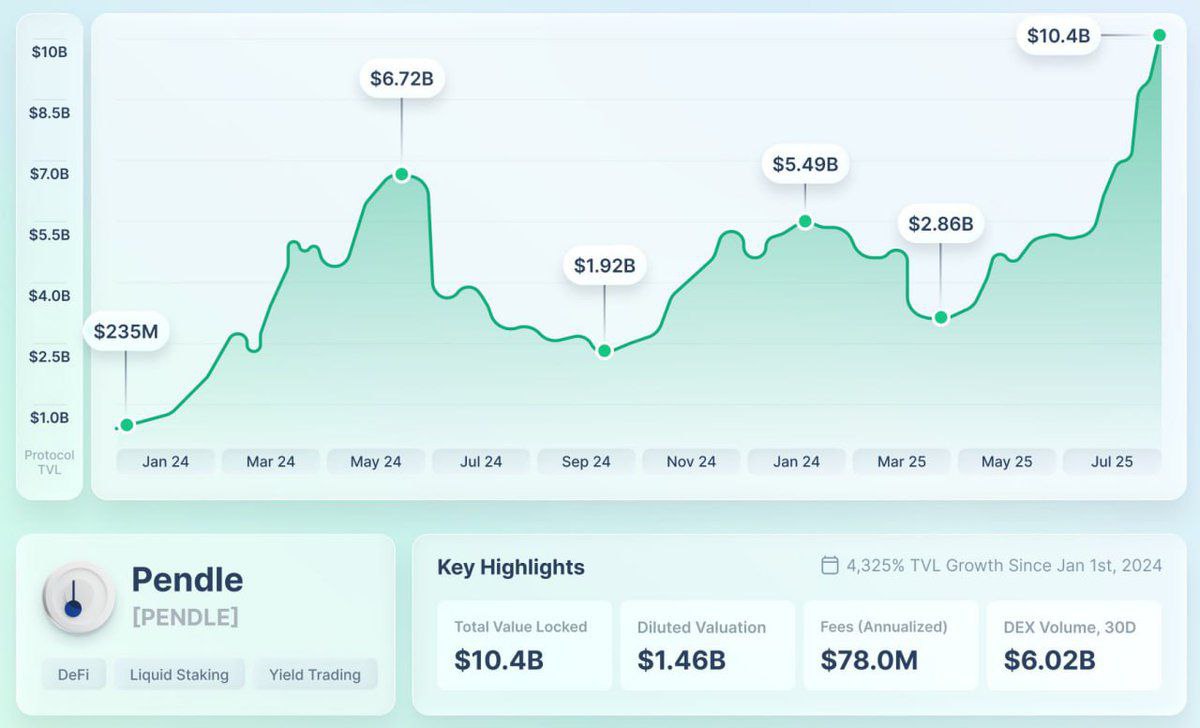 $10B
$8.5B
$7.0B
$5.5B
$4.0B
$2.5B
$1.0B
Protocol
TVL
$235M
$6.72B
$1.92B
$5.49B
$2.86B
$10.4B
Jan 24
Mar 24
May 24
Jul 24
Sep 24
Nov 24
Jan 24
Mar 25
May 25
Jul 25
Pendle
[PENDLE]
DeFi
Liquid Staking
Yield Trading
Key Highlights
4,325% TVL Growth Since Jan 1st, 2024
Total Value Locked
$10.4B
Diluted Valuation
$1.46B
Fees (Annualized)
$78.0M
DEX Volume, 30D
$6.02B